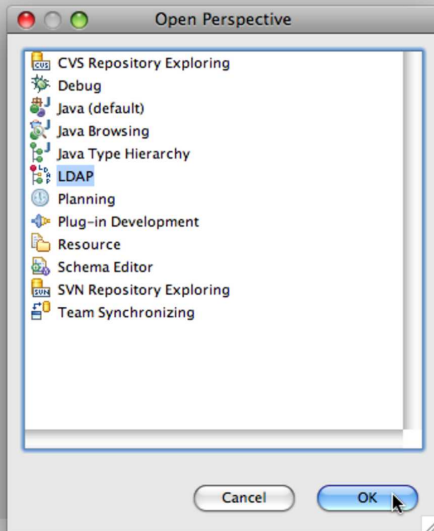 Open Perspective
CVS Repository Exploring
Debug
Java (default)
Java Browsing
Java Type Hierarchy
LDAP
Planning
Plug-in Development
Resource
Schema Editor
SVN Repository Exploring
Team Synchronizing
Cancel
OK